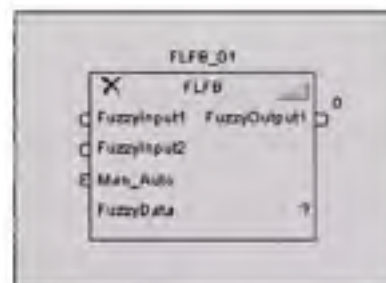 FLFB_01
FLFB
FuzzyInput1 FuzzyOutput1 0
FuzzyInput2
Man_Auto
FuzzyData ?